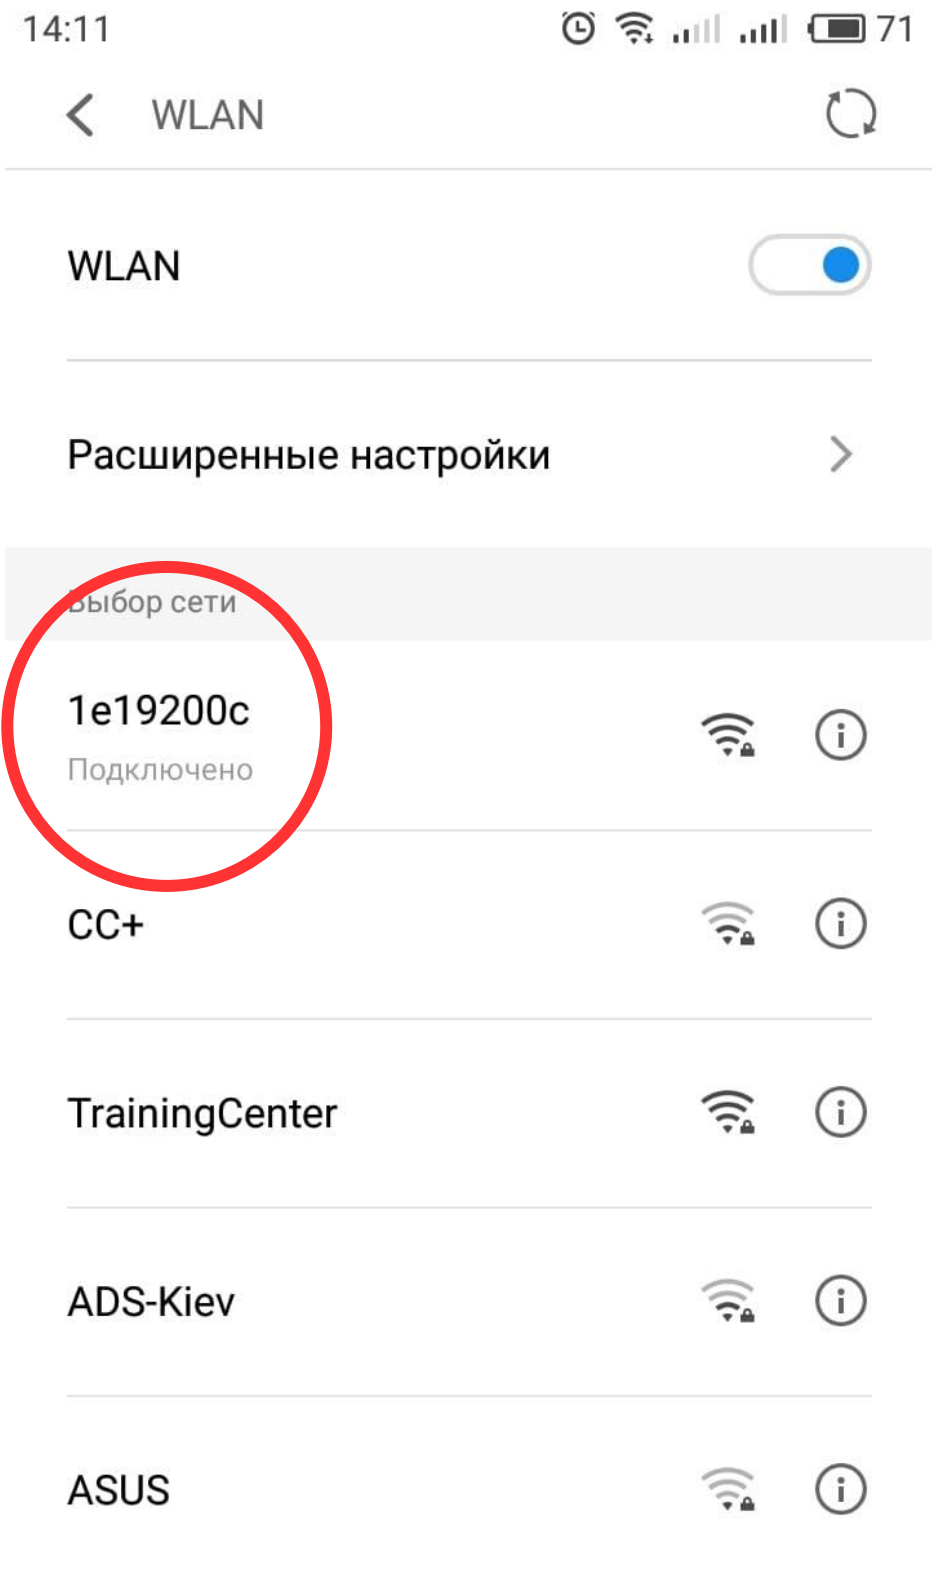 14:11 71
WLAN
WLAN
Расширенные настройки
Выбор сети
1e19200c
Подключено
CC+
TrainingCenter
ADS-Kiev
ASUS